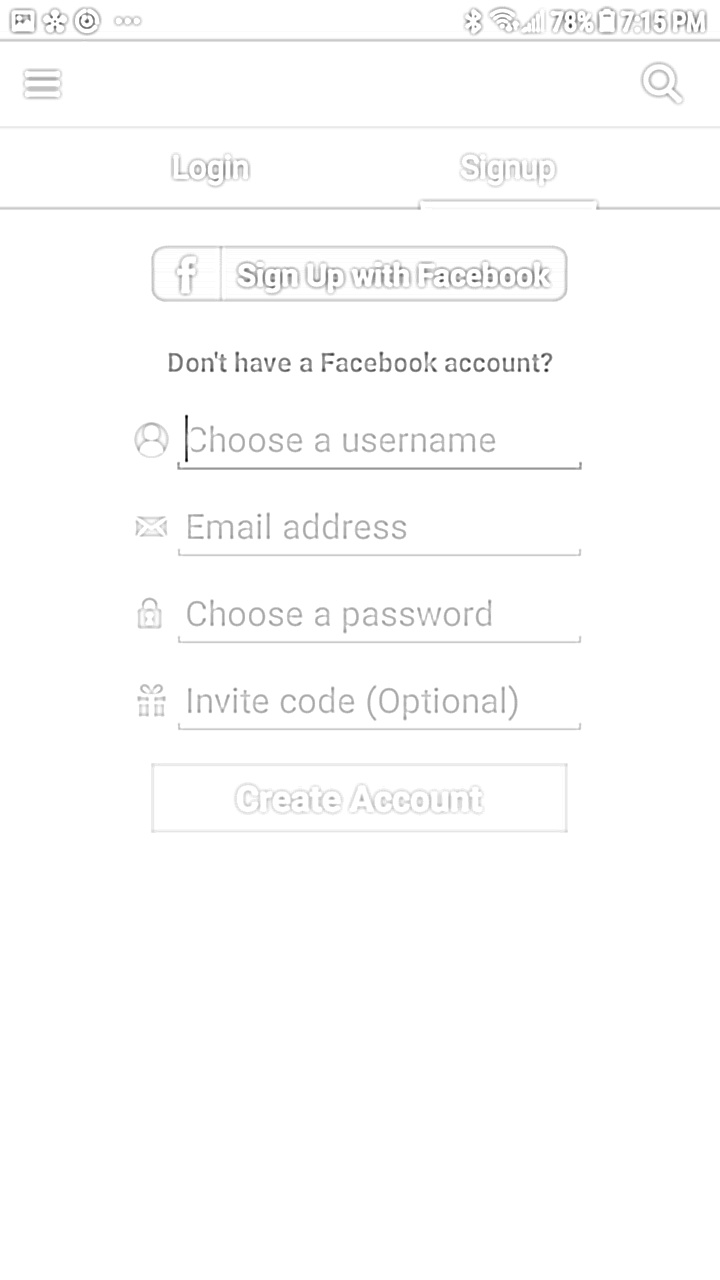 78% 7:15 PM
Login Signup
f Sign Up with Facebook
Don't have a Facebook account?
Choose a username
Email address
Choose a password
Invite code (Optional)
Create Account